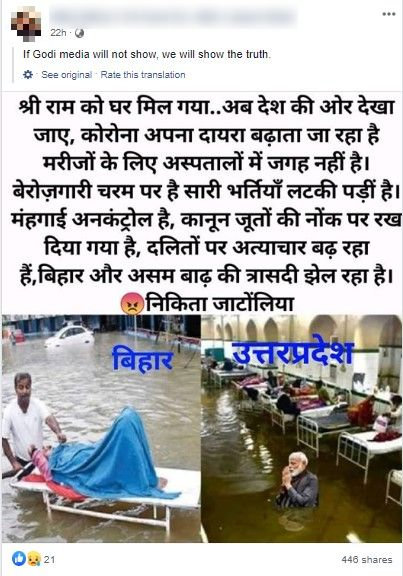 22h
If Godi media will not show, we will show the truth.
See original · Rate this translation
श्री राम को घर मिल गया..अब देश की ओर देखा
जाए, कोरोना अपना दायरा बढ़ाता जा रहा है
मरीजों के लिए अस्पतालों में जगह नहीं है।
बेरोज़गारी चरम पर है सारी भर्तियाँ लटकी पड़ीं है।
मंहगाई अनकंट्रोल है, कानून जूतों की नोंक पर रख
दिया गया है, दलितों पर अत्याचार बढ़ रहा
हैं,बिहार और असम बाढ़ की त्रासदी झेल रहा है।
😡निकिता जाटोंलिया
बिहार
उत्तरप्रदेश
21
446 shares